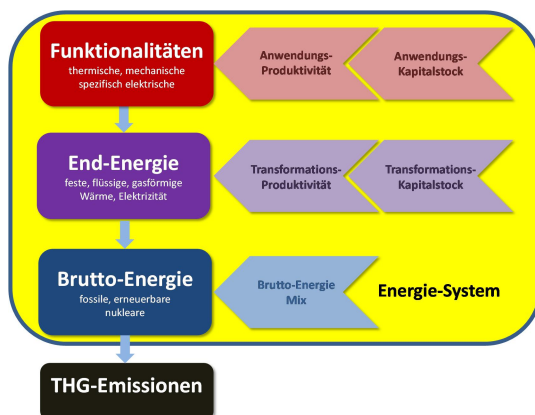 Funktionalitäten
thermische, mechanische
spezifisch elektrische
Anwendungs-
Produktivität
Anwendungs-
Kapitalstock
End-Energie
feste, flüssige, gasförmige
Wärme, Elektrizität
Transformations-
Produktivität
Transformations-
Kapitalstock
Brutto-Energie
fossile, erneuerbare
nukleare
Brutto-Energie
Mix
Energie-System
THG-Emissionen